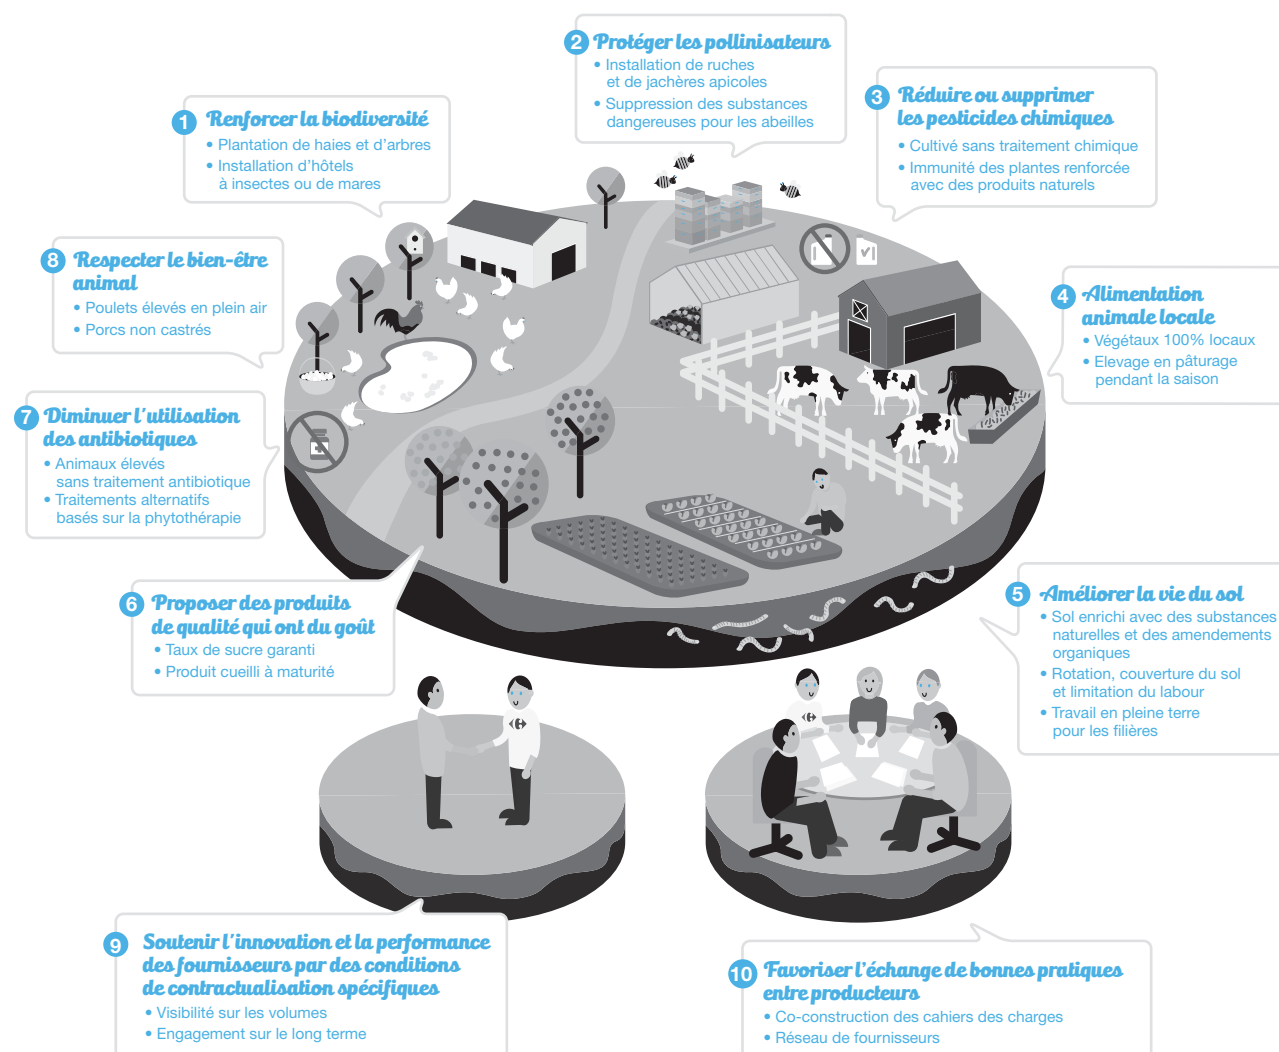 1 Renforcer la biodiversité
• Plantation de haies et d'arbres
• Installation d'hôtels
à insectes ou de mares
2 Protéger les pollinisateurs
• Installation de ruches
et de jachères apicoles
• Suppression des substances
dangereuses pour les abeilles
3 Réduire ou supprimer
les pesticides chimiques
• Cultivé sans traitement chimique
• Immunité des plantes renforcée
avec des produits naturels
4 Alimentation
animale locale
• Végétaux 100% locaux
• Elevage en pâturage
pendant la saison
5 Améliorer la vie du sol
• Sol enrichi avec des substances
naturelles et des amendements
organiques
• Rotation, couverture du sol
et limitation du labour
• Travail en pleine terre
pour les filières
6 Proposer des produits
de qualité qui ont du goût
• Taux de sucre garanti
• Produit cueilli à maturité
7 Diminuer l'utilisation
des antibiotiques
• Animaux élevés
sans traitement antibiotique
• Traitements alternatifs
basés sur la phytothérapie
8 Respecter le bien-être
animal
• Poulets élevés en plein air
• Porcs non castrés
9 Soutenir l'innovation et la performance
des fournisseurs par des conditions
de contractualisation spécifiques
• Visibilité sur les volumes
• Engagement sur le long terme
10 Favoriser l'échange de bonnes pratiques
entre producteurs
• Co-construction des cahiers des charges
• Réseau de fournisseurs